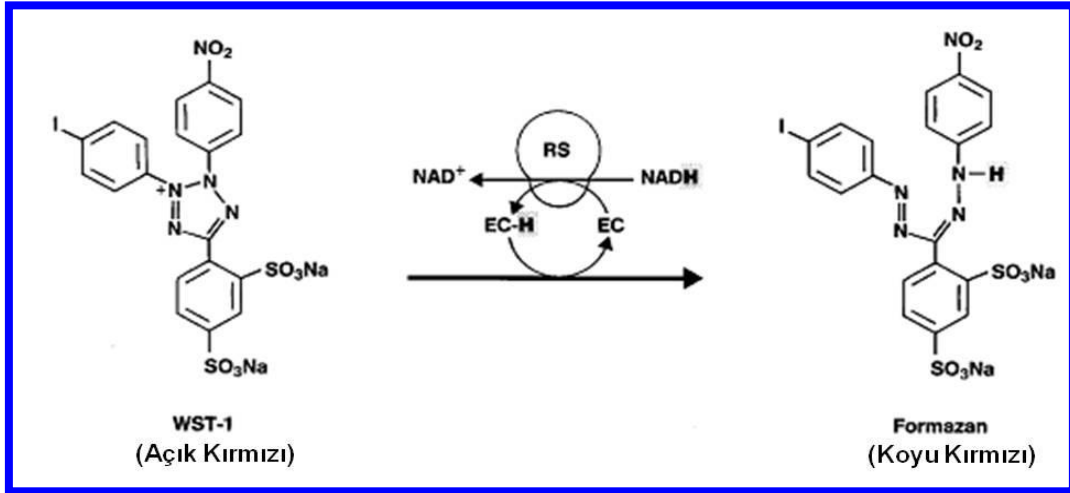 NO₂
I
N
+
N
N
N
SO₃Na
SO₃Na
WST-1
(Açık Kırmızı)
RS
NAD⁺
NADH
EC-H
EC
NO₂
I
N-H
N
N
N
SO₃Na
SO₃Na
Formazan
(Koyu Kırmızı)